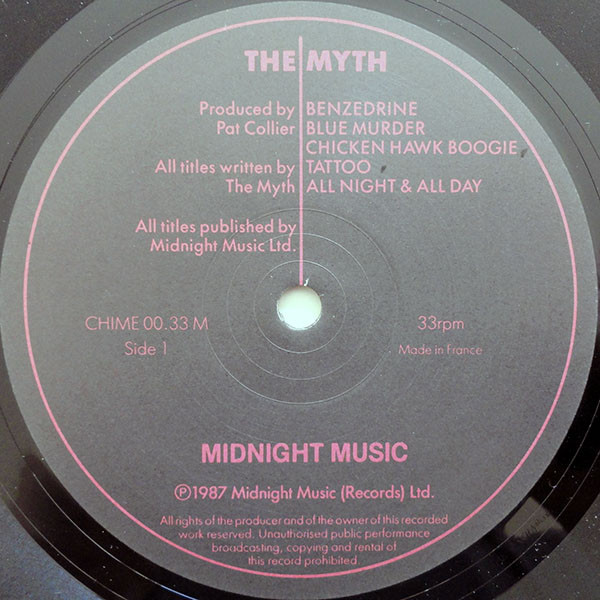 THE MYTH
Produced by BENZEDRINE
Pat Collier BLUE MURDER
CHICKEN HAWK BOOGIE
All titles written by TATTOO
The Myth ALL NIGHT & ALL DAY
All titles published by
Midnight Music Ltd.
CHIME 00.33 M 33rpm
Side 1 Made in France
MIDNIGHT MUSIC
Ⓟ1987 Midnight Music (Records) Ltd.
All rights of the producer and of the owner of this recorded
work reserved. Unauthorised public performance
broadcasting, copying and rental of
this record prohibited.